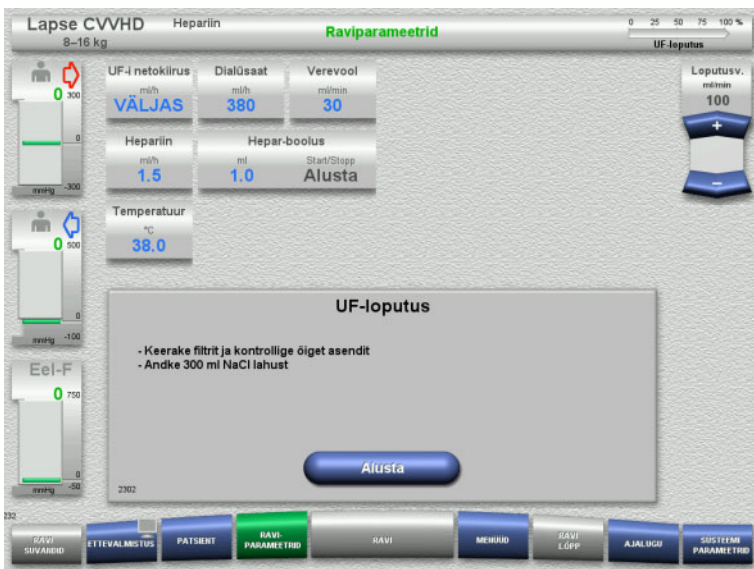 Lapse CVVHD Hepariin
8–16 kg
Raviparameetrid
0 25 50 75 100 %
UF-loputus
UF-i netokiirus Dialüsaat Verevool
ml/h ml/h ml/min
VÄLJAS 380 30
Loputusv.
ml/min
100
+
–
0 300
0
mmHg -300
Hepariin Hepar-boolus
ml/h ml Start/Stopp
1.5 1.0 Alusta
Temperatuur
°C
38.0
0 500
0
mmHg -100
Eel-F
0 750
0
mmHg -50
UF-loputus
- Keerake filtrit ja kontrollige õiget asendit
- Andke 300 ml NaCl lahust
Alusta
2302
232
RAVI SUVANDID
ETTEVALMISTUS
PATSIENT
RAVI-PARAMEETRID
RAVI
MENÜÜD
RAVI LÕPP
AJALUGU
SÜSTEEMI PARAMEETRID